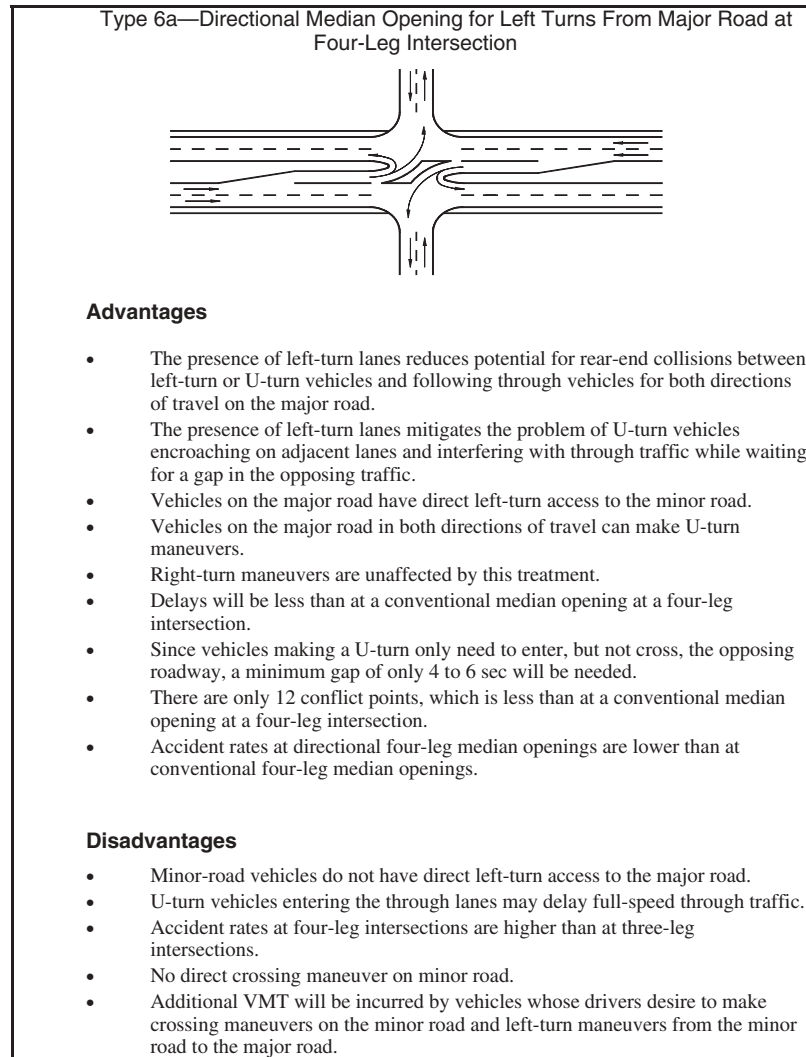 Type 6a—Directional Median Opening for Left Turns From Major Road at
Four-Leg Intersection
Advantages
• The presence of left-turn lanes reduces potential for rear-end collisions between
left-turn or U-turn vehicles and following through vehicles for both directions
of travel on the major road.
• The presence of left-turn lanes mitigates the problem of U-turn vehicles
encroaching on adjacent lanes and interfering with through traffic while waiting
for a gap in the opposing traffic.
• Vehicles on the major road have direct left-turn access to the minor road.
• Vehicles on the major road in both directions of travel can make U-turn
maneuvers.
• Right-turn maneuvers are unaffected by this treatment.
• Delays will be less than at a conventional median opening at a four-leg
intersection.
• Since vehicles making a U-turn only need to enter, but not cross, the opposing
roadway, a minimum gap of only 4 to 6 sec will be needed.
• There are only 12 conflict points, which is less than at a conventional median
opening at a four-leg intersection.
• Accident rates at directional four-leg median openings are lower than at
conventional four-leg median openings.
Disadvantages
• Minor-road vehicles do not have direct left-turn access to the major road.
• U-turn vehicles entering the through lanes may delay full-speed through traffic.
• Accident rates at four-leg intersections are higher than at three-leg
intersections.
• No direct crossing maneuver on minor road.
• Additional VMT will be incurred by vehicles whose drivers desire to make
crossing maneuvers on the minor road and left-turn maneuvers from the minor
road to the major road.